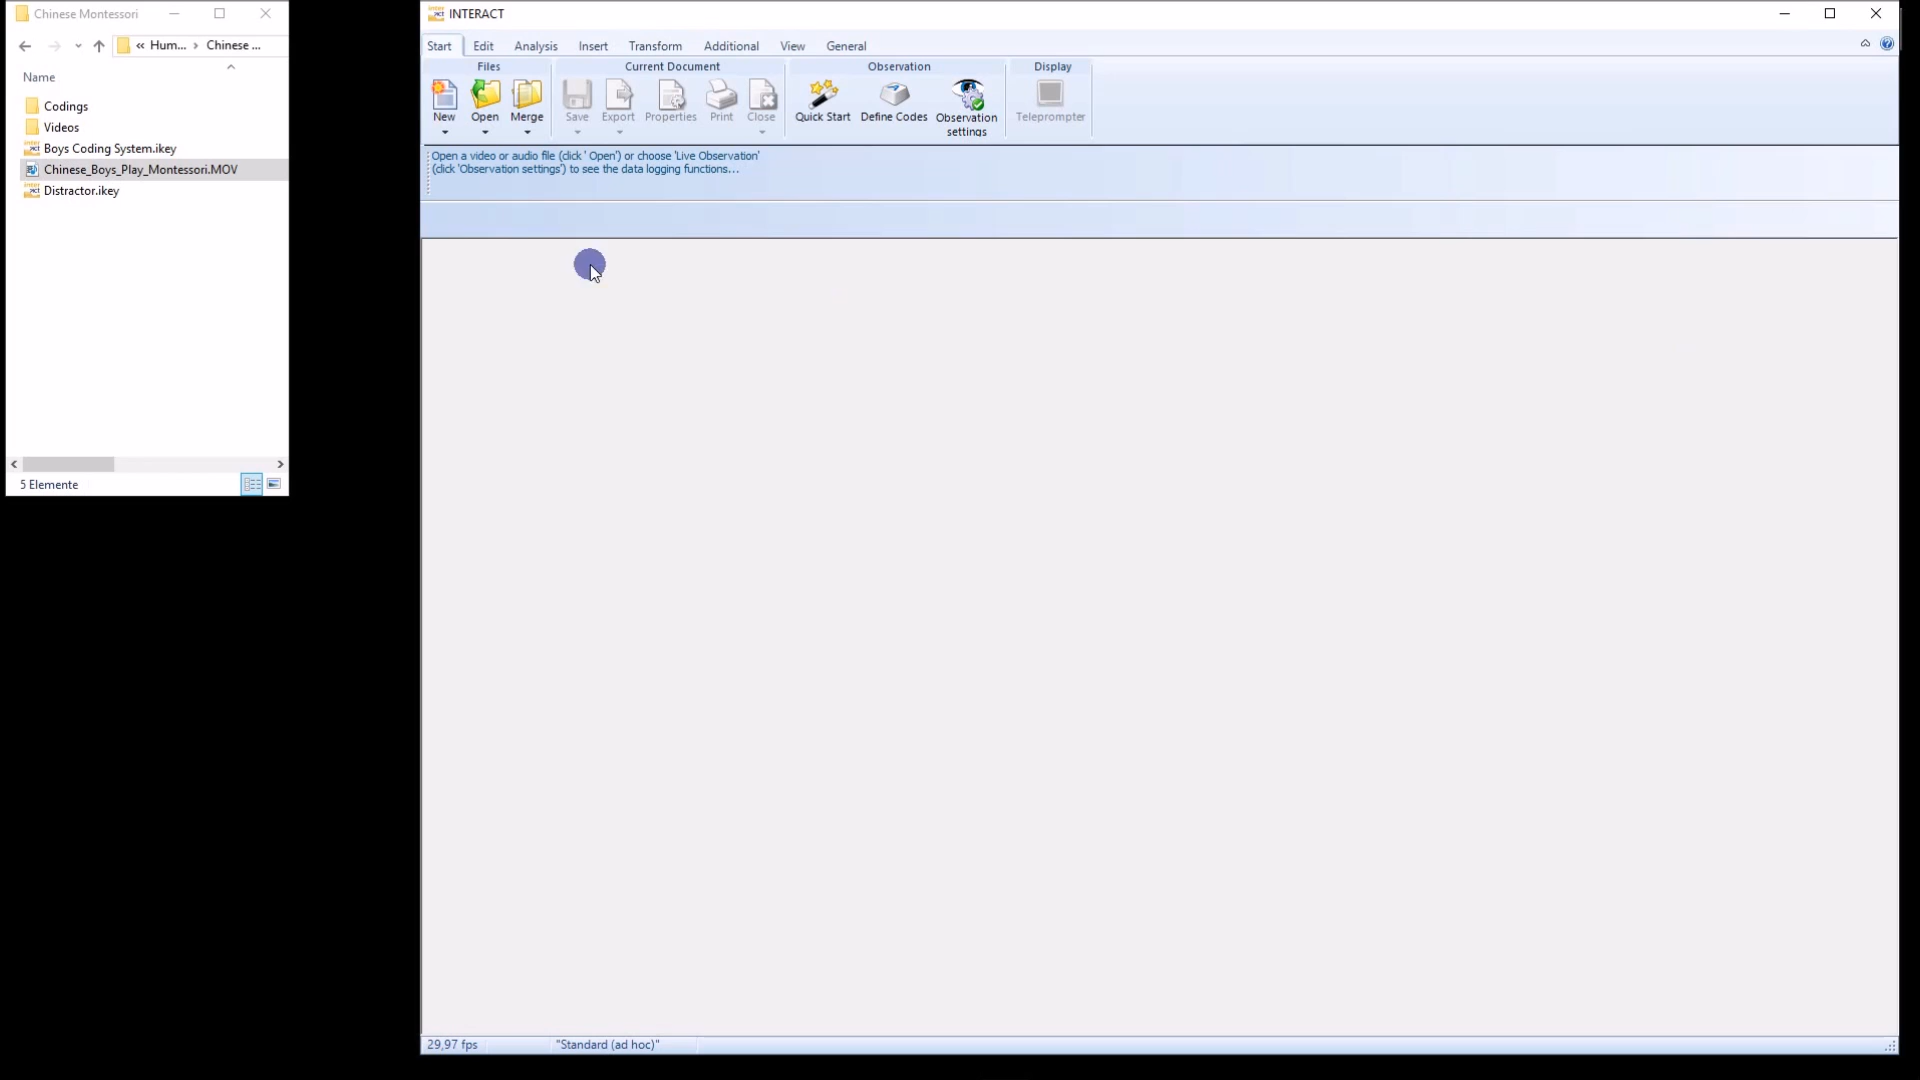 Chinese Montessori
« Hum... › Chinese ...
Name
Codings
Videos
Boys Coding System.ikey
Chinese_Boys_Play_Montessori.MOV
Distractor.ikey
5 Elemente
INTERACT
Start Edit Analysis Insert Transform Additional View General
Files Current Document Observation Display
New Open Merge Save Export Properties Print Close Quick Start Define Codes Observation settings Teleprompter
Open a video or audio file (click ' Open') or choose 'Live Observation'
(click 'Observation settings') to see the data logging functions...
29,97 fps "Standard (ad hoc)"